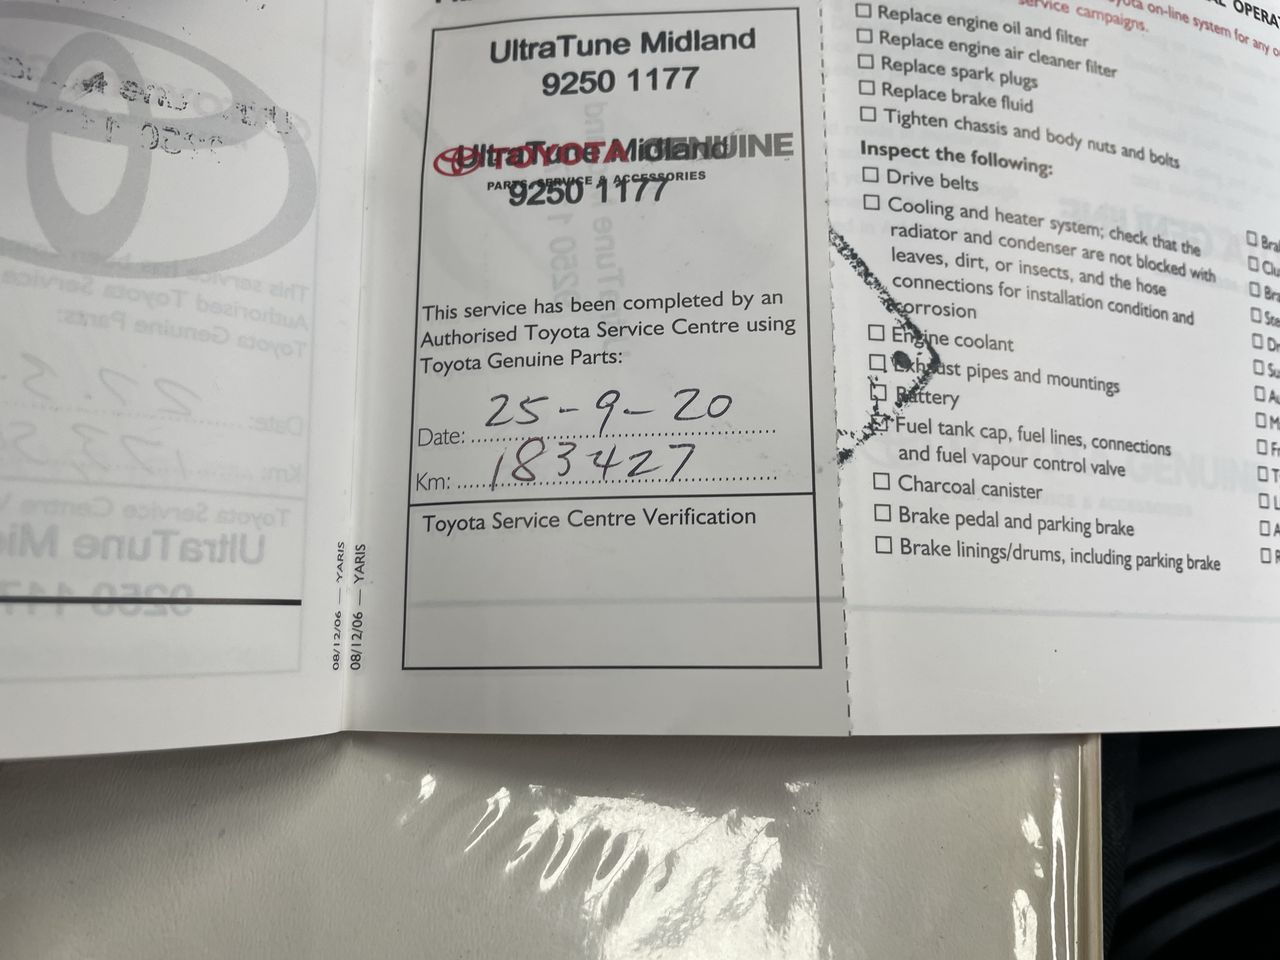 UltraTune Midland
9250 1177
UltraTune Midland
TOYOTA GENUINE
PARTS, SERVICE & ACCESSORIES
9250 1177
This service has been completed by an
Authorised Toyota Service Centre using
Toyota Genuine Parts:
Date: 25-9-20
Km: 183427
Toyota Service Centre Verification
08/12/06 — YARIS
08/12/06 — YARIS
OPERA
on-line system for any o
service campaigns.
☐ Replace engine oil and filter
☐ Replace engine air cleaner filter
☐ Replace spark plugs
☐ Replace brake fluid
☐ Tighten chassis and body nuts and bolts
Inspect the following:
☐ Drive belts
☐ Cooling and heater system; check that the
radiator and condenser are not blocked with
leaves, dirt, or insects, and the hose
connections for installation condition and
corrosion
☐ Engine coolant
☐ Exhaust pipes and mountings
☐ Battery
☐ Fuel tank cap, fuel lines, connections
and fuel vapour control valve
☐ Charcoal canister
☐ Brake pedal and parking brake
☐ Brake linings/drums, including parking brake